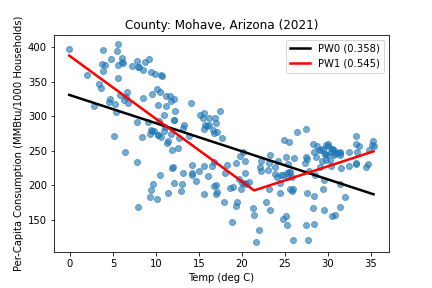 County: Mohave, Arizona (2021)
Per-Capita Consumption (MMBtu/1000 Households)
400
350
300
250
200
150
PW0 (0.358)
PW1 (0.545)
0 5 10 15 20 25 30 35
Temp (deg C)